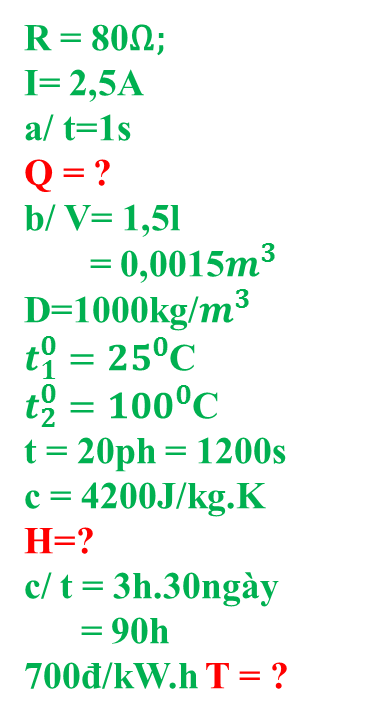 R = 80Ω;
I= 2,5A
a/ t=1s
Q = ?
b/ V= 1,5l
= 0,0015m³
D=1000kg/m³
t₁⁰ = 25⁰C
t₂⁰ = 100⁰C
t = 20ph = 1200s
c = 4200J/kg.K
H=?
c/ t = 3h.30ngày
= 90h
700đ/kW.h T = ?